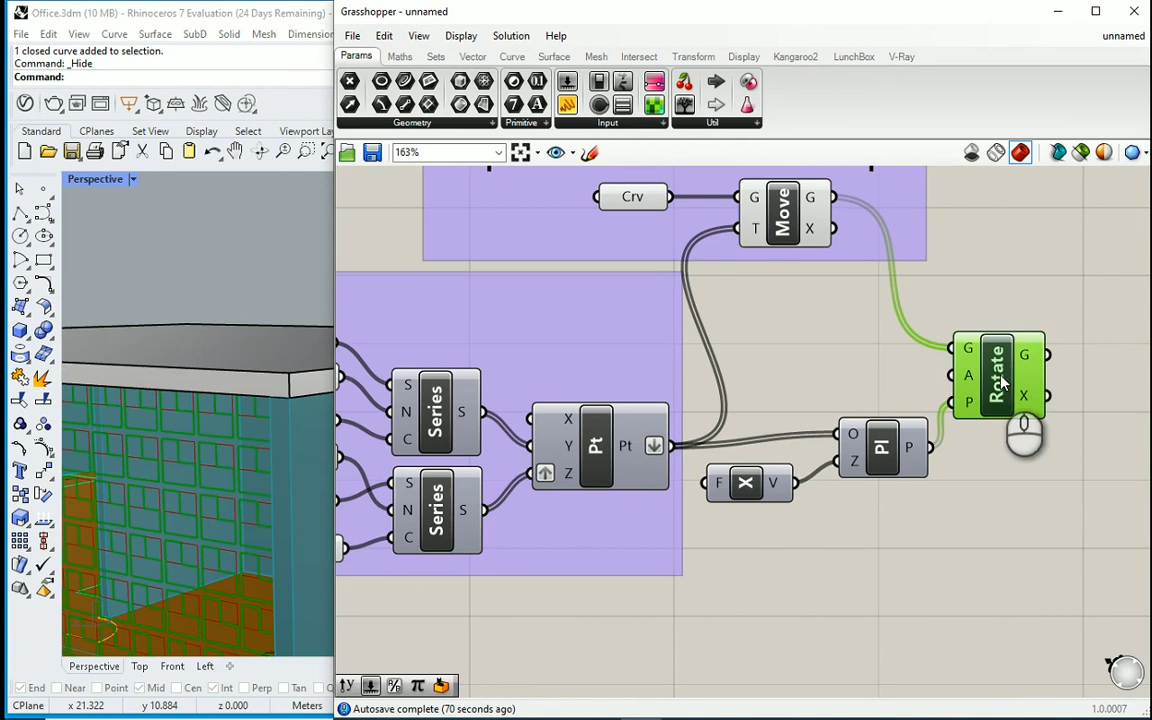 Office.3dm (10 MB) - Rhinoceros 7 Evaluation (24 Days Remaining) -
File Edit View Curve Surface SubD Solid Mesh Dimension
1 closed curve added to selection.
Command: _Hide
Command:
Standard CPlanes Set View Display Select Viewport La
Perspective
Perspective Top Front Left
End Near Point Mid Cen Int Perp Tan
CPlane x 21.322 y 10.884 z 0.000 Meters
Grasshopper - unnamed
File Edit View Display Solution Help
unnamed
Params Maths Sets Vector Curve Surface Mesh Intersect Transform Display Kangaroo2 LunchBox V-Ray
Geometry Primitive Input Util
163%
Crv
G Move G
T X
S Series S
N
C
S Series S
N
C
X Pt Pt
Y
Z
F X V
O Pl P
Z
G Rotate G
A
P X
Autosave complete (70 seconds ago)
1.0.0007